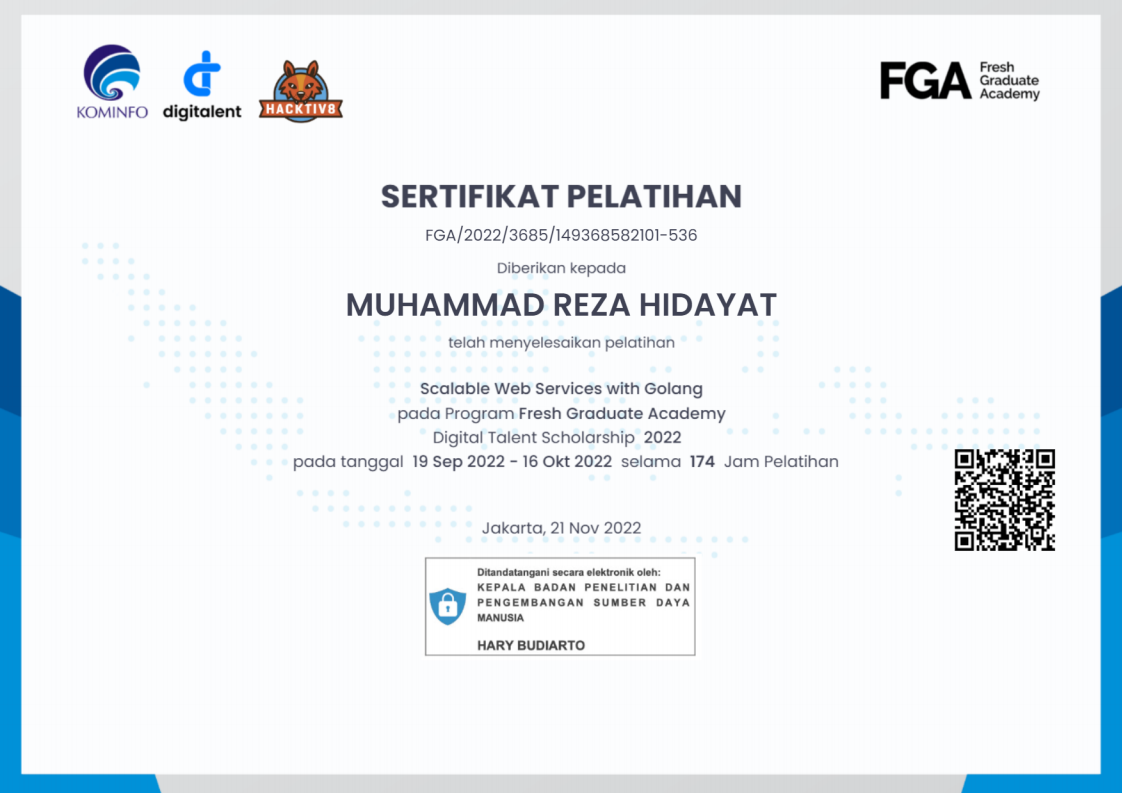 KOMINFO
digitalent
HACKTIV8
FGA Fresh
Graduate
Academy
SERTIFIKAT PELATIHAN
FGA/2022/3685/149368582101-536
Diberikan kepada
MUHAMMAD REZA HIDAYAT
telah menyelesaikan pelatihan
Scalable Web Services with Golang
pada Program Fresh Graduate Academy
Digital Talent Scholarship 2022
pada tanggal 19 Sep 2022 - 16 Okt 2022 selama 174 Jam Pelatihan
Jakarta, 21 Nov 2022
Ditandatangani secara elektronik oleh:
KEPALA BADAN PENELITIAN DAN
PENGEMBANGAN SUMBER DAYA
MANUSIA
HARY BUDIARTO